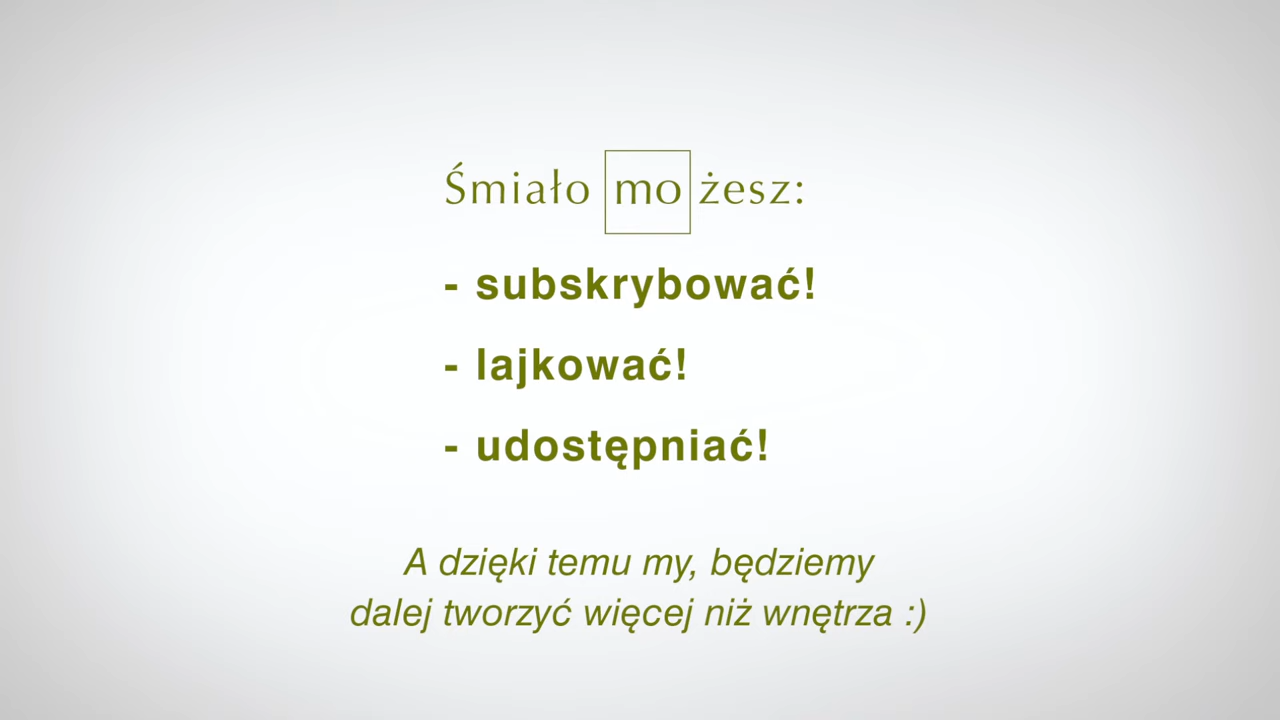 Śmiało możesz:
- subskrybować!
- lajkować!
- udostępniać!
A dzięki temu my, będziemy
dalej tworzyć więcej niż wnętrza :)